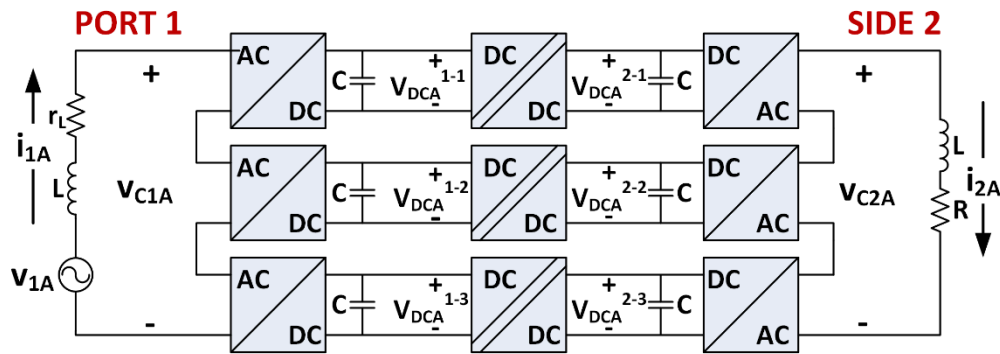 PORT 1 SIDE 2
AC DC C + V_DCA^1-1 - DC DC + V_DCA^2-1 - C DC AC
+ +
r_L
i_1A
L
v_C1A
AC DC C + V_DCA^1-2 - DC DC + V_DCA^2-2 - C DC AC
v_C2A
L
R
i_2A
v_1A
AC DC C + V_DCA^1-3 - DC DC + V_DCA^2-3 - C DC AC
- -